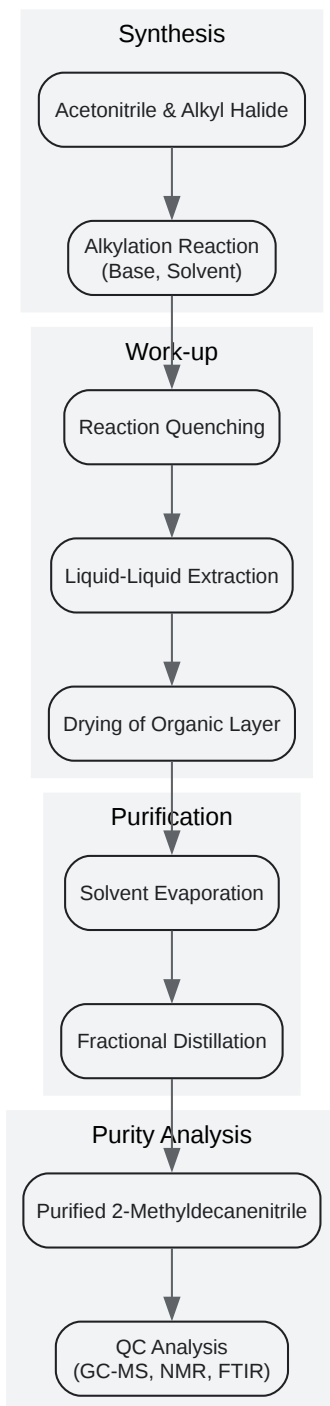 Synthesis
Acetonitrile & Alkyl Halide
Alkylation Reaction
(Base, Solvent)
Work-up
Reaction Quenching
Liquid-Liquid Extraction
Drying of Organic Layer
Purification
Solvent Evaporation
Fractional Distillation
Purity Analysis
Purified 2-Methyldecanenitrile
QC Analysis
(GC-MS, NMR, FTIR)